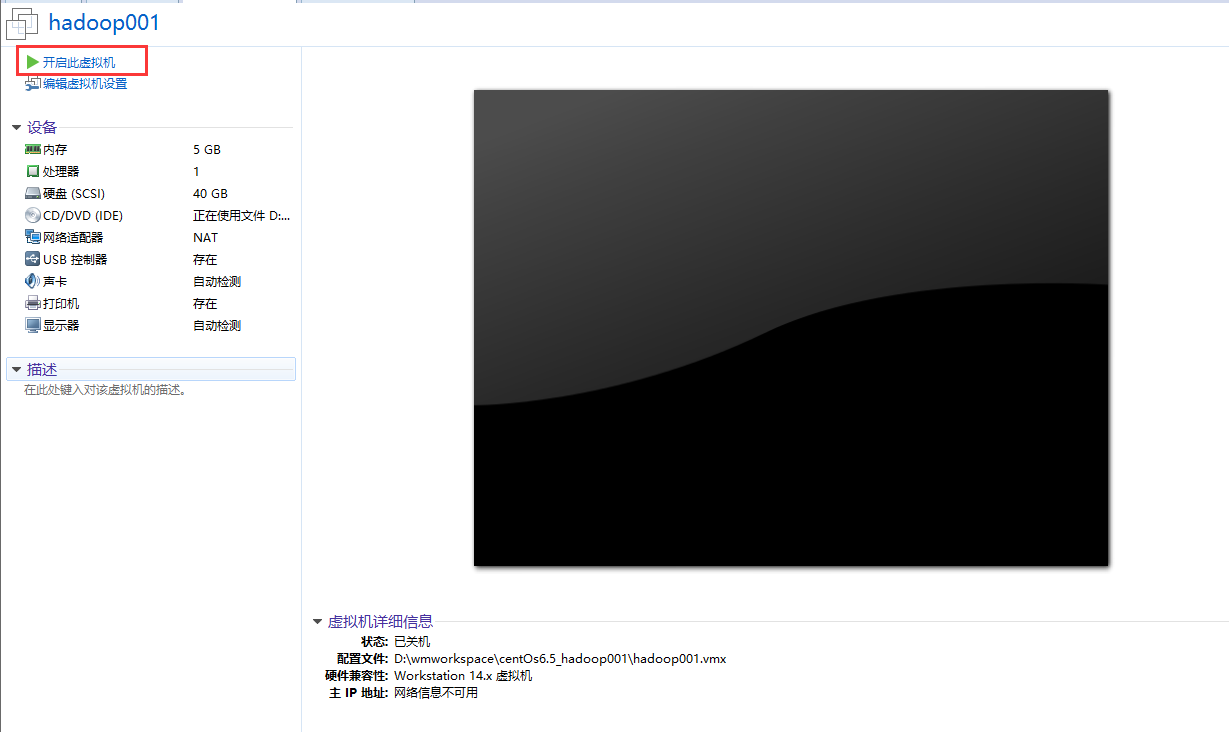 hadoop001
开启此虚拟机
编辑虚拟机设置
设备
内存 5 GB
处理器 1
硬盘 (SCSI) 40 GB
CD/DVD (IDE) 正在使用文件 D:...
网络适配器 NAT
USB 控制器 存在
声卡 自动检测
打印机 存在
显示器 自动检测
描述
在此处键入对该虚拟机的描述。
虚拟机详细信息
状态: 已关机
配置文件: D:\wmworkspace\centOs6.5_hadoop001\hadoop001.vmx
硬件兼容性: Workstation 14.x 虚拟机
主 IP 地址: 网络信息不可用